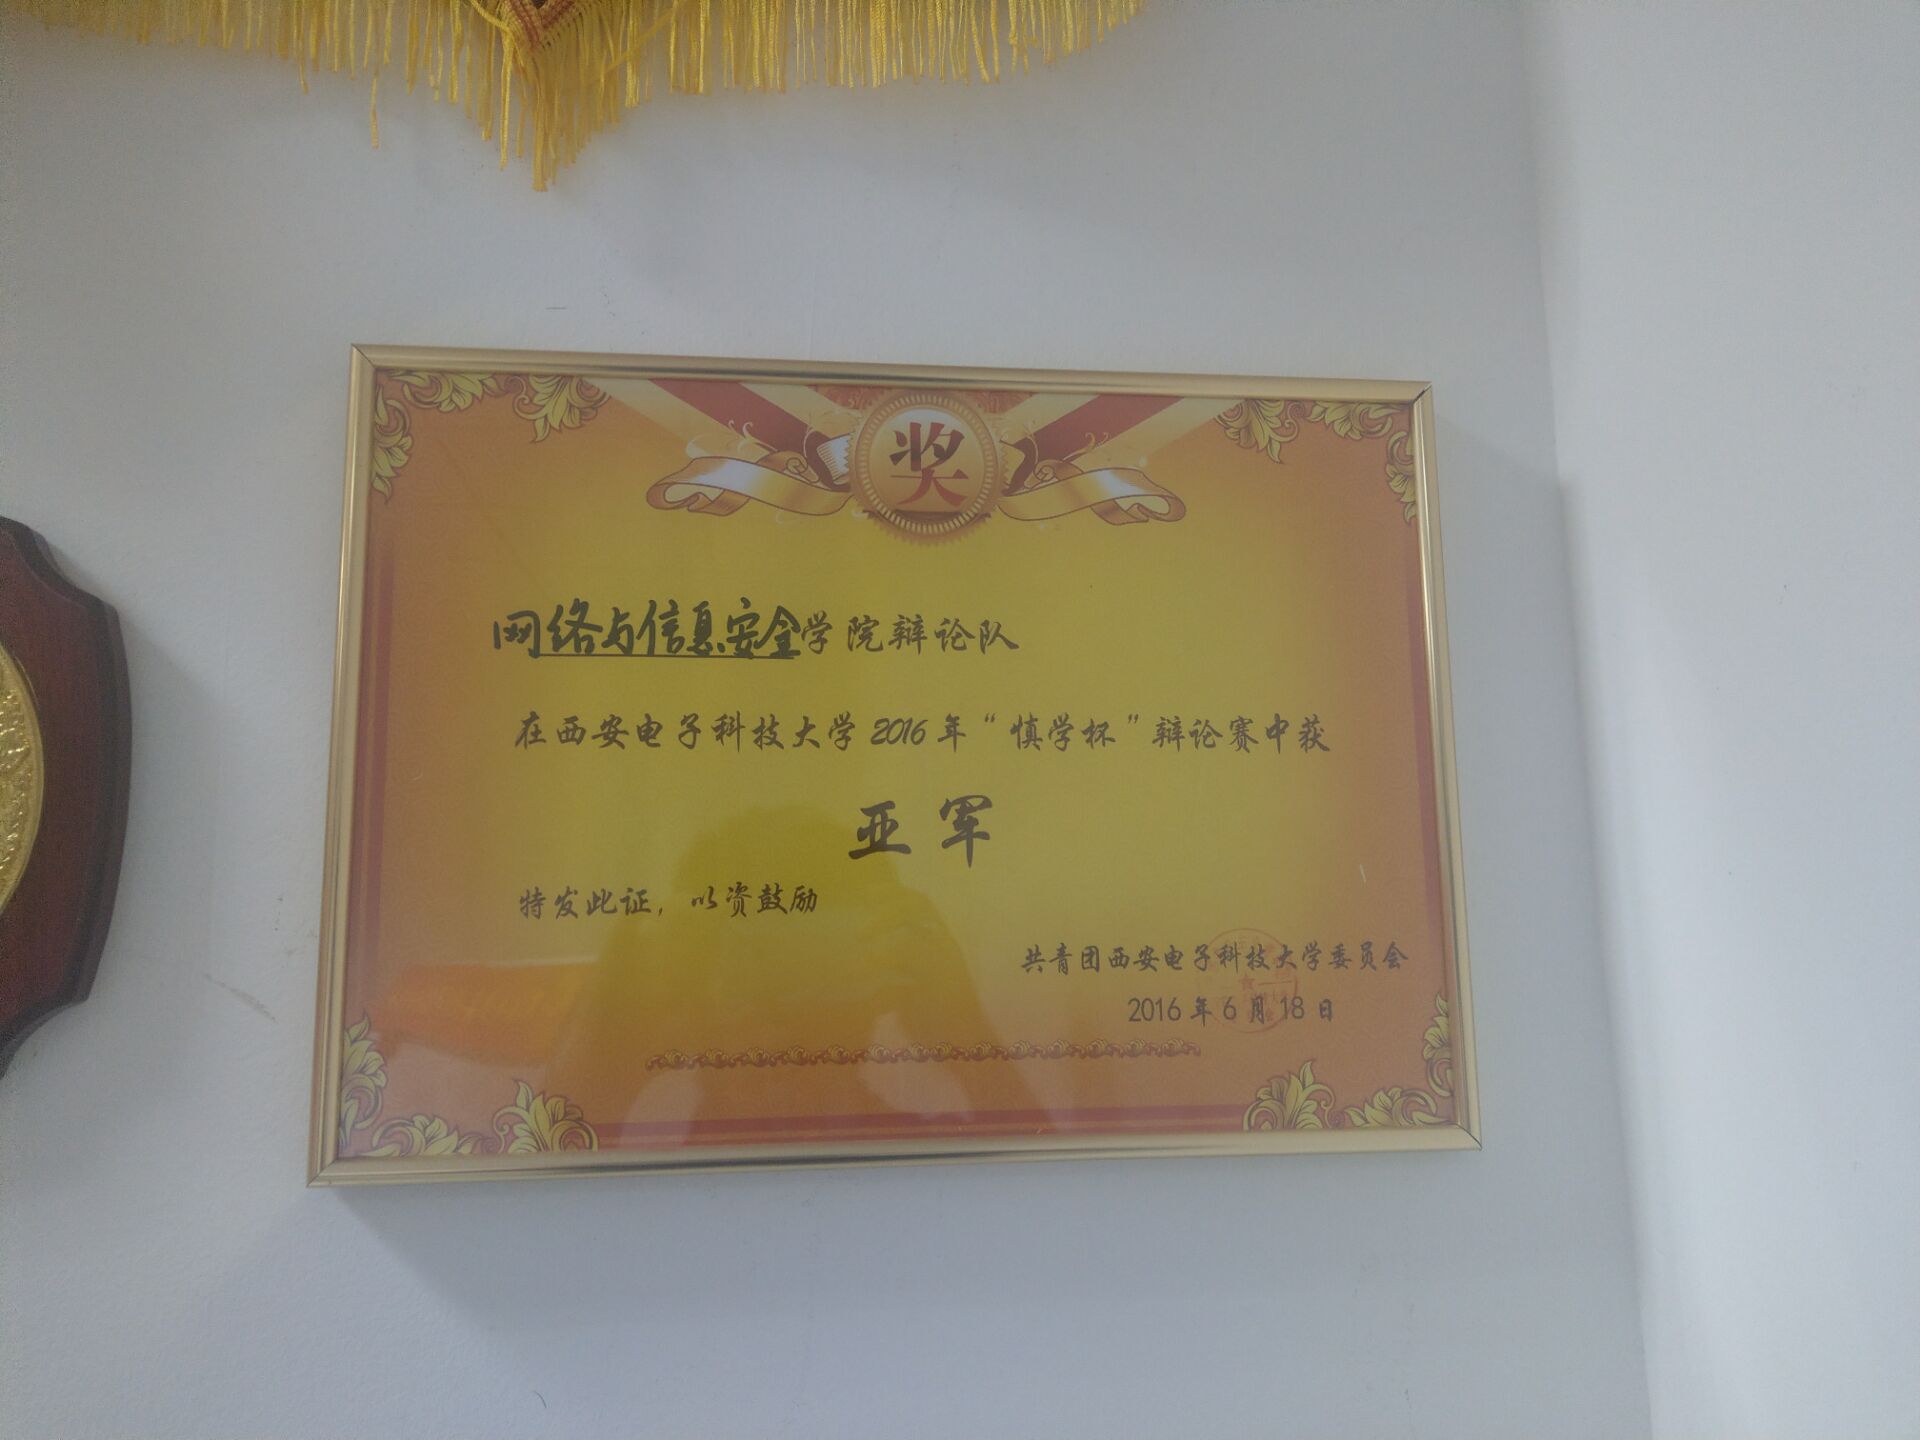 奖
网络与信息安全学院辩论队
在西安电子科技大学2016年“慎学杯”辩论赛中获
亚军
特发此证，以资鼓励
共青团西安电子科技大学委员会
2016年6月18日